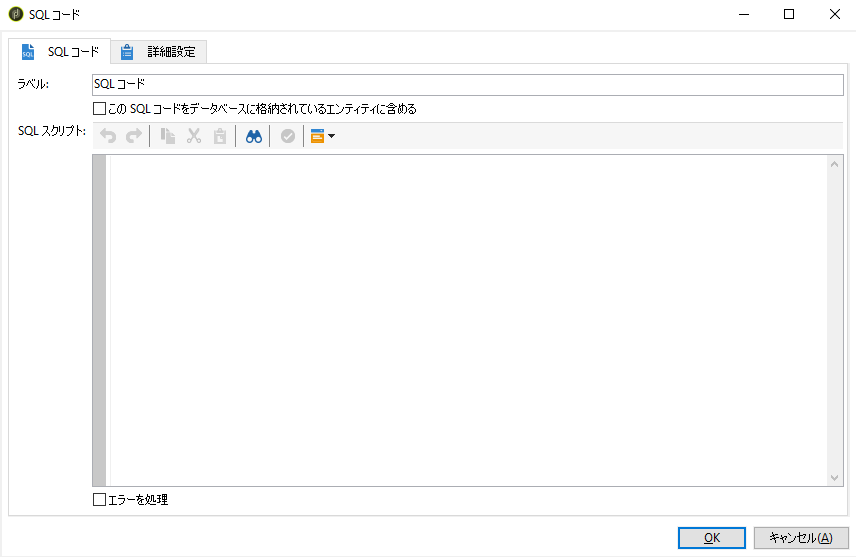 SQL コード
SQL コード 詳細設定
ラベル: SQL コード
この SQL コードをデータベースに格納されているエンティティに含める
SQL スクリプト:
エラーを処理
OK キャンセル(A)